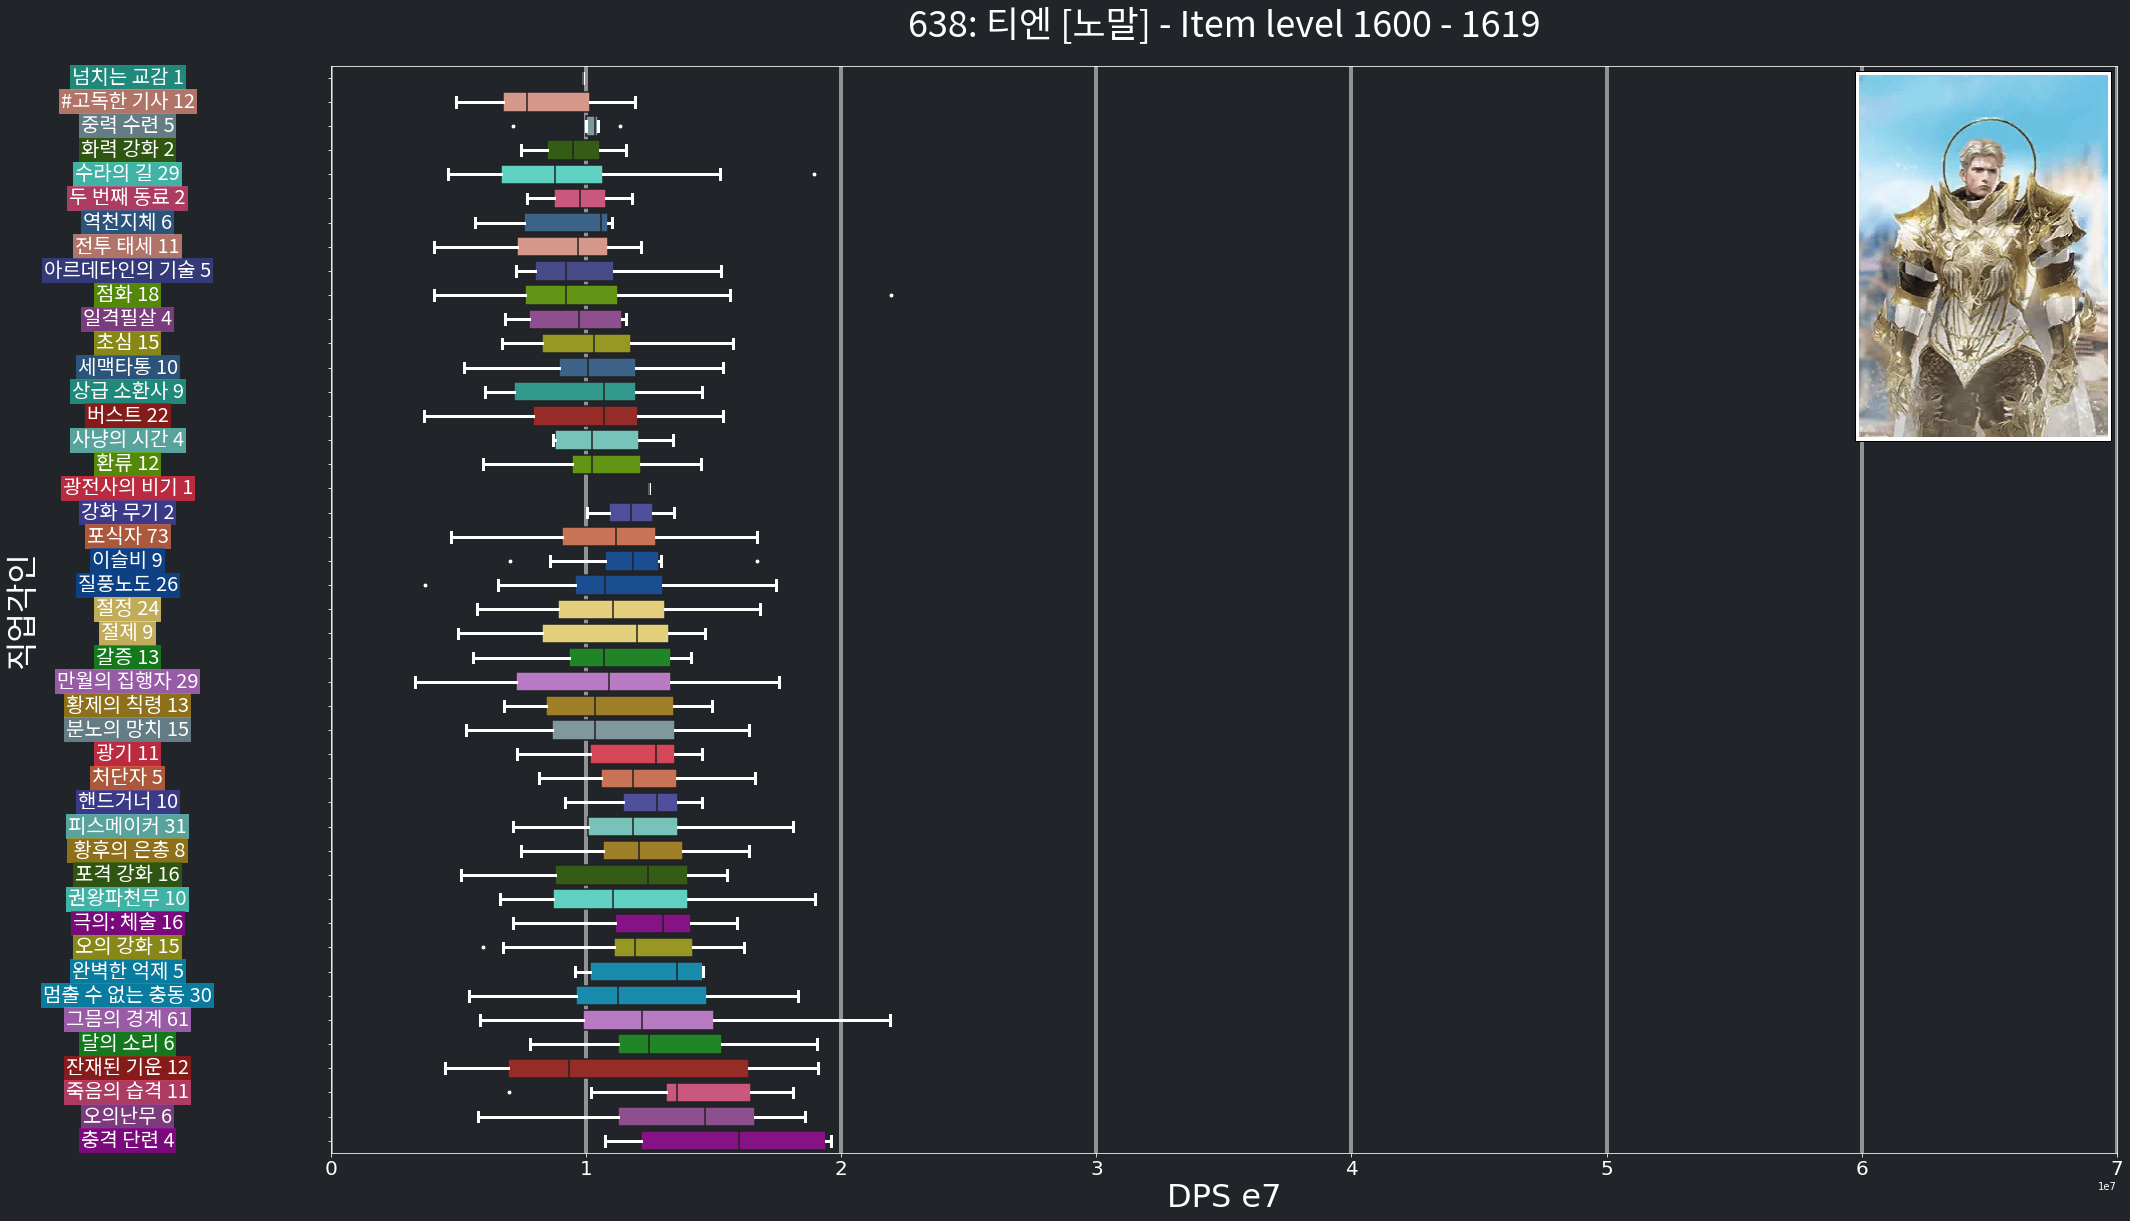 638: 티엔 [노말] - Item level 1600 - 1619
넘치는 교감 1
#고독한 기사 12
중력 수련 5
화력 강화 2
수라의 길 29
두 번째 동료 2
역천지체 6
전투 태세 11
아르데타인의 기술 5
점화 18
일격필살 4
초심 15
세맥타통 10
상급 소환사 9
버스트 22
사냥의 시간 4
환류 12
광전사의 비기 1
강화 무기 2
포식자 73
이슬비 9
질풍노도 26
절정 24
절제 9
갈증 13
만월의 집행자 29
황제의 칙령 13
분노의 망치 15
광기 11
처단자 5
핸드거너 10
피스메이커 31
황후의 은총 8
포격 강화 16
권왕파천무 10
극의: 체술 16
오의 강화 15
완벽한 억제 5
멈출 수 없는 충동 30
그믐의 경계 61
달의 소리 6
잔재된 기운 12
죽음의 습격 11
오의난무 6
충격 단련 4
직업각인
0 1 2 3 4 5 6 7
1e7
DPS e7